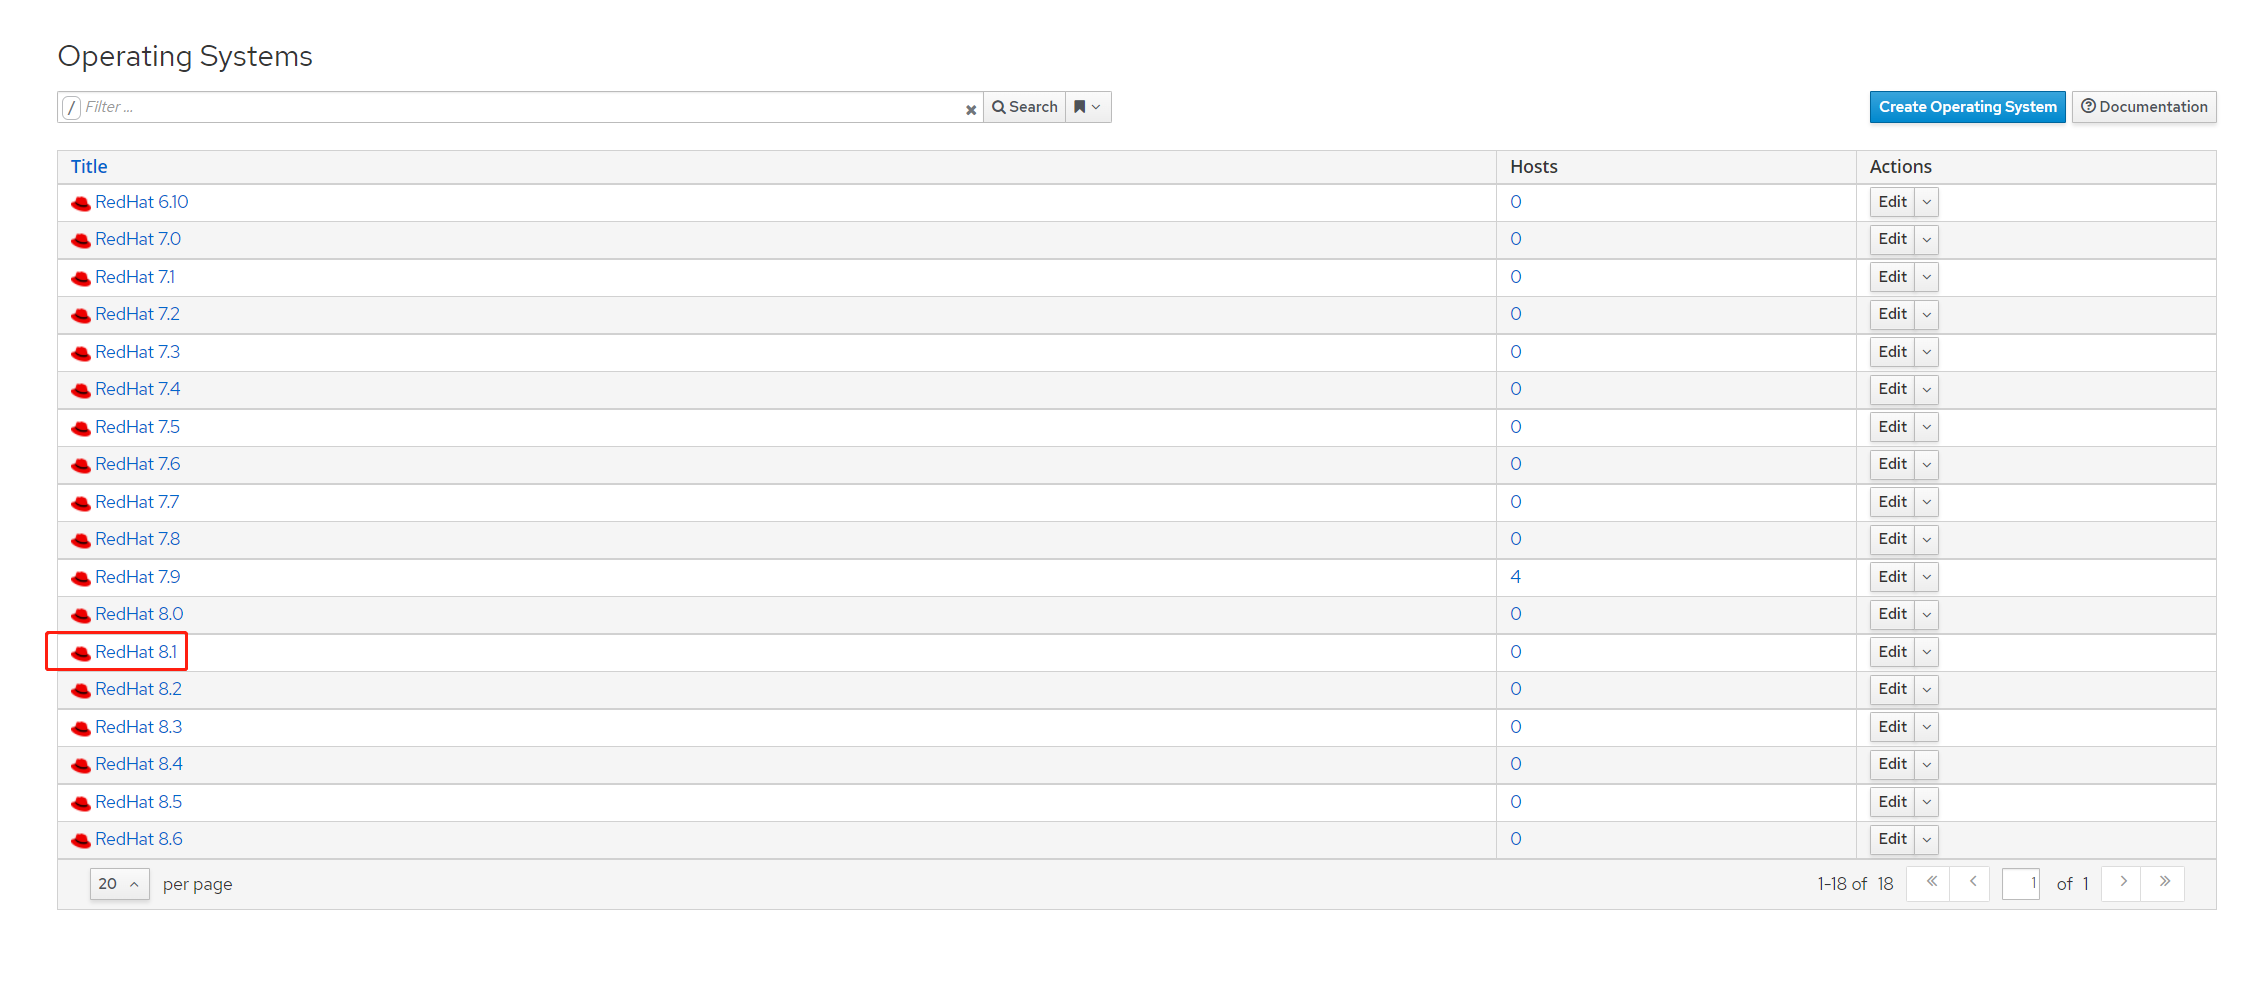 Operating Systems
/ Filter ... Search Create Operating System Documentation
Title Hosts Actions
RedHat 6.10 0 Edit
RedHat 7.0 0 Edit
RedHat 7.1 0 Edit
RedHat 7.2 0 Edit
RedHat 7.3 0 Edit
RedHat 7.4 0 Edit
RedHat 7.5 0 Edit
RedHat 7.6 0 Edit
RedHat 7.7 0 Edit
RedHat 7.8 0 Edit
RedHat 7.9 4 Edit
RedHat 8.0 0 Edit
RedHat 8.1 0 Edit
RedHat 8.2 0 Edit
RedHat 8.3 0 Edit
RedHat 8.4 0 Edit
RedHat 8.5 0 Edit
RedHat 8.6 0 Edit
20 per page 1-18 of 18 « ‹ 1 of 1 › »